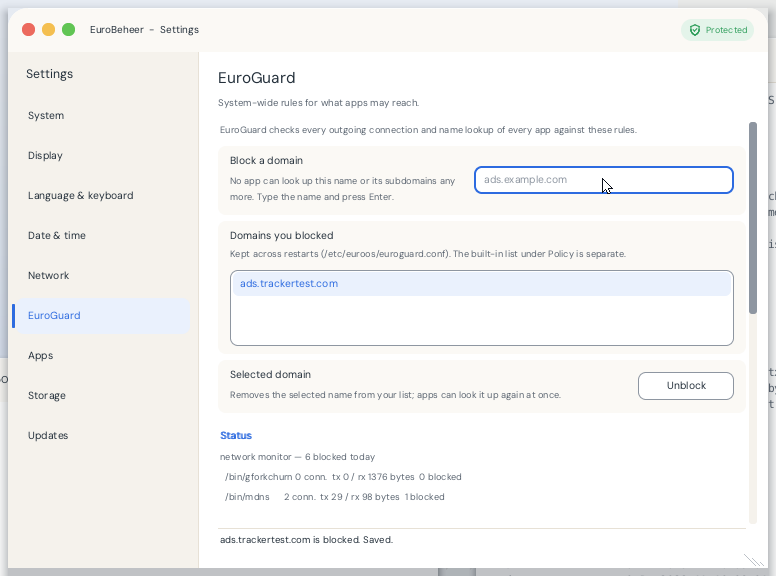 EuroBeheer - Settings
Protected
Settings
System
Display
Language & keyboard
Date & time
Network
EuroGuard
Apps
Storage
Updates
EuroGuard
System-wide rules for what apps may reach.
EuroGuard checks every outgoing connection and name lookup of every app against these rules.
Block a domain
No app can look up this name or its subdomains any
more. Type the name and press Enter.
ads.example.com
Domains you blocked
Kept across restarts (/etc/euroos/euroguard.conf). The built-in list under Policy is separate.
ads.trackertest.com
Selected domain
Removes the selected name from your list; apps can look it up again at once.
Unblock
Status
network monitor — 6 blocked today
/bin/gforkchurn 0 conn. tx 0 / rx 1376 bytes 0 blocked
/bin/mdns 2 conn. tx 29 / rx 98 bytes 1 blocked
ads.trackertest.com is blocked. Saved.